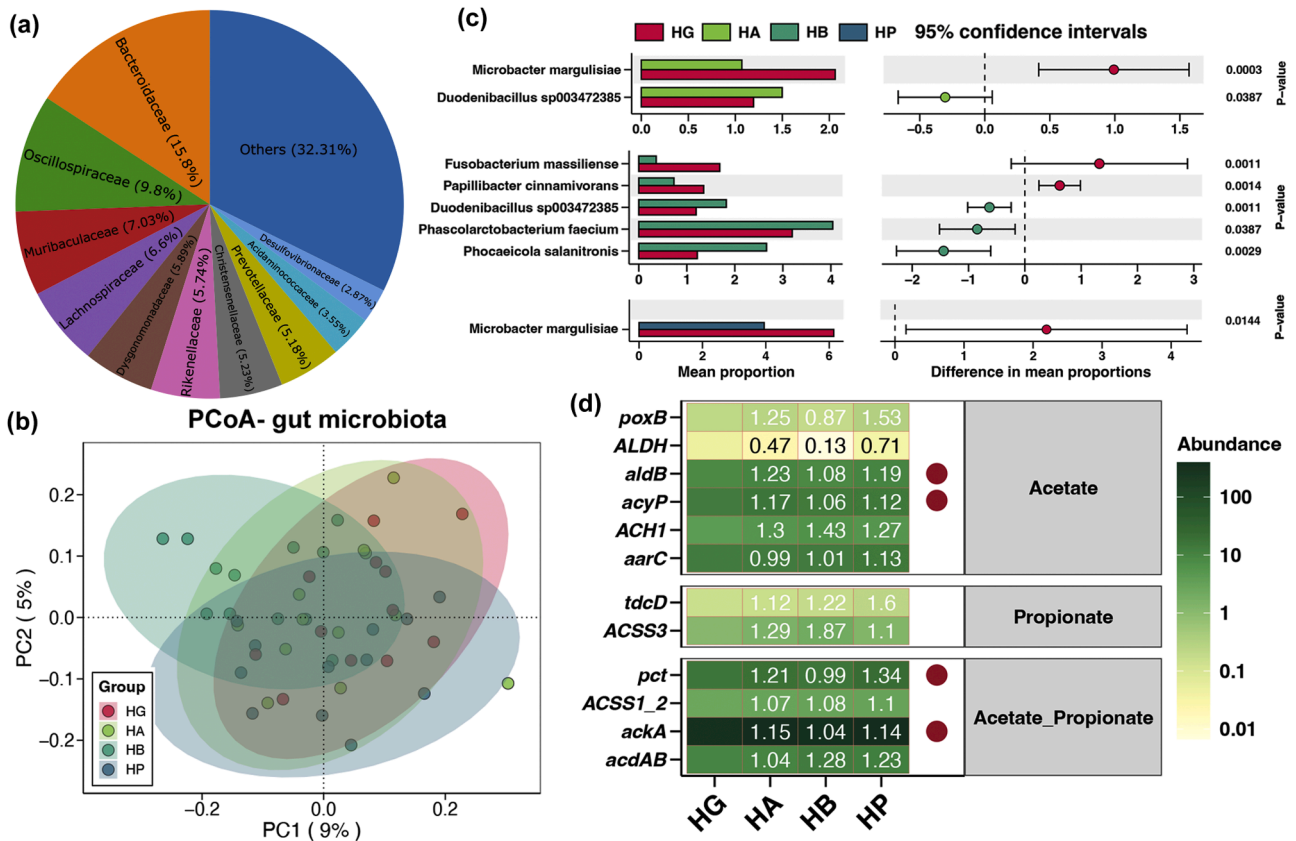 (a)
Others (32.31%)
Bacteroidaceae (15.8%)
Oscillospiraceae (9.8%)
Muribaculaceae (7.03%)
Lachnospiraceae (6.6%)
Dysgonomonadaceae (5.89%)
Rikenellaceae (5.74%)
Christensenellaceae (5.23%)
Prevotellaceae (5.18%)
Acidaminococcaceae (3.55%)
Desulfovibrionaceae (2.87%)
(b)
PCoA- gut microbiota
PC2 ( 5%)
0.2
0.1
0.0
−0.1
−0.2
Group
HG
HA
HB
HP
−0.2 0.0 0.2
PC1 ( 9%)
(c)
HG HA HB HP 95% confidence intervals
Microbacter margulisiae 0.0003
Duodenibacillus sp003472385 0.0387
P−value
0.0 0.5 1.0 1.5 2.0 −0.5 0.0 0.5 1.0 1.5
Fusobacterium massiliense 0.0011
Papillibacter cinnamivorans 0.0014
Duodenibacillus sp003472385 0.0011
Phascolarctobacterium faecium 0.0387
Phocaeicola salanitronis 0.0029
P−value
0 1 2 3 4 −2 −1 0 1 2 3
Microbacter margulisiae 0.0144
P−value
0 2 4 6 0 1 2 3 4
Mean proportion Difference in mean proportions
(d)
poxB 1.25 0.87 1.53
ALDH 0.47 0.13 0.71
aldB 1.23 1.08 1.19
acyP 1.17 1.06 1.12
ACH1 1.3 1.43 1.27
aarC 0.99 1.01 1.13
Acetate
tdcD 1.12 1.22 1.6
ACSS3 1.29 1.87 1.1
Propionate
pct 1.21 0.99 1.34
ACSS1_2 1.07 1.08 1.1
ackA 1.15 1.04 1.14
acdAB 1.04 1.28 1.23
Acetate_Propionate
HG HA HB HP
Abundance
100
10
1
0.1
0.01